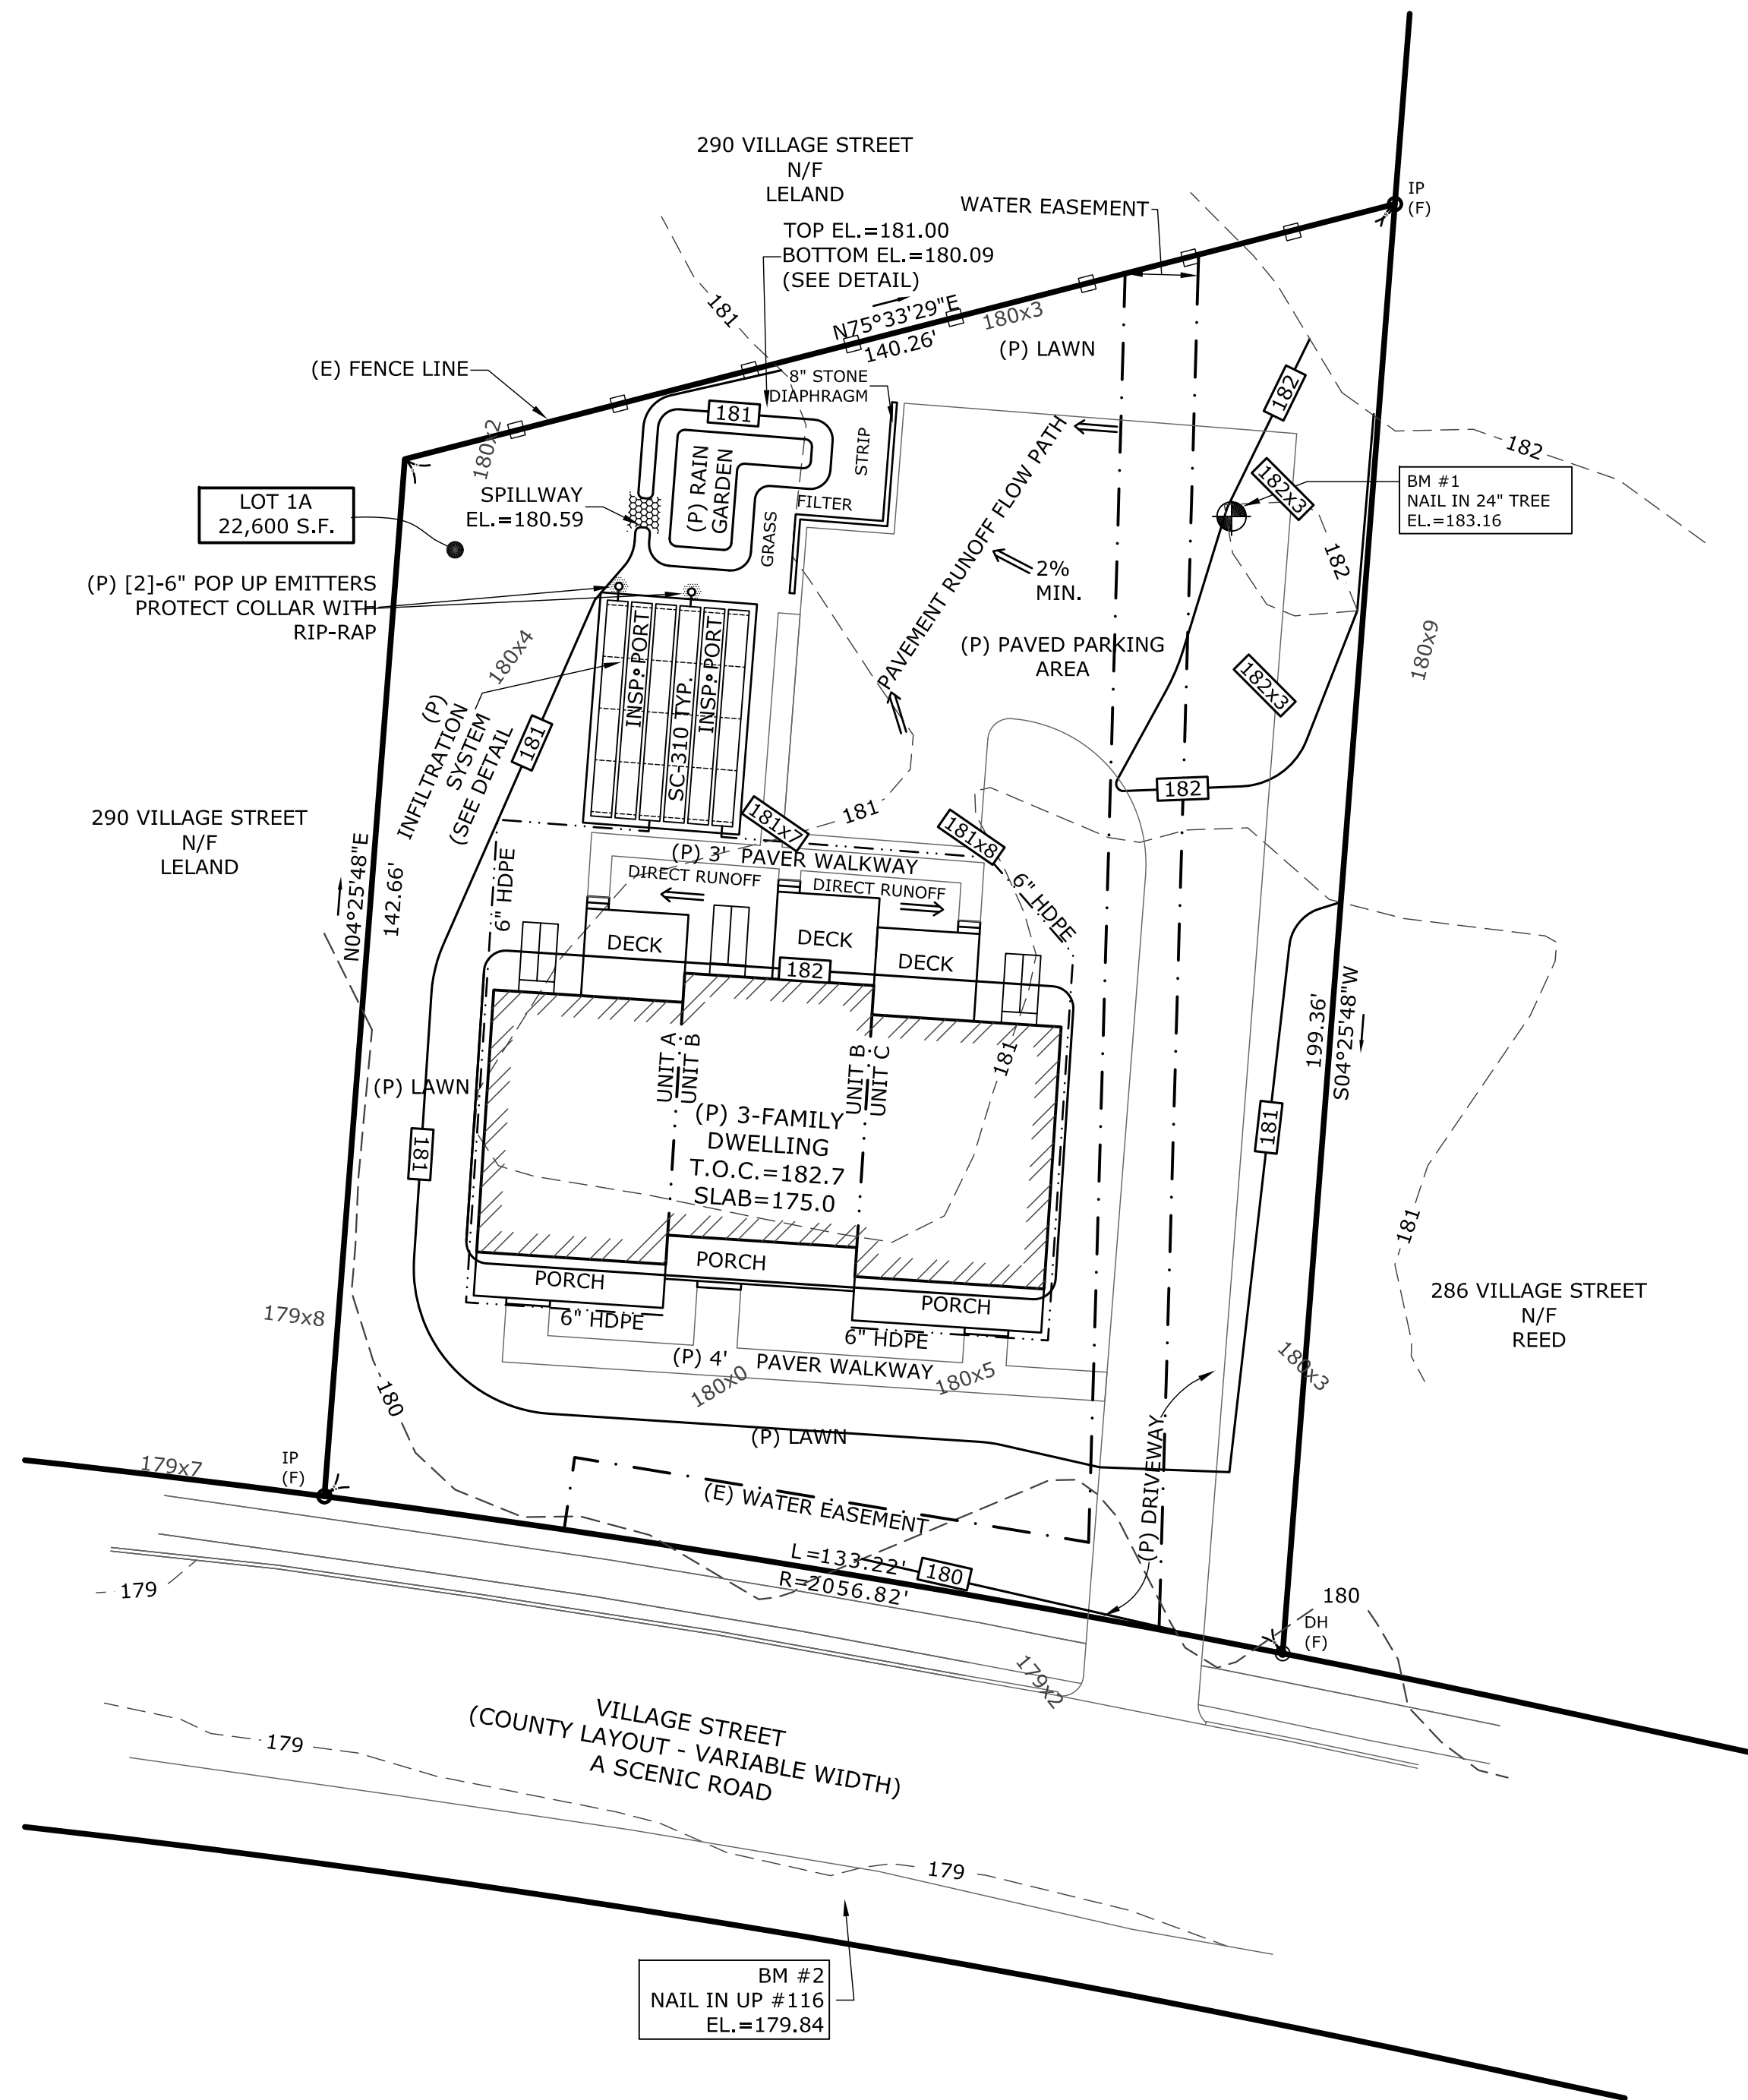 290 VILLAGE STREET
N/F
LELAND
WATER EASEMENT
IP
(F)
TOP EL.=181.00
BOTTOM EL.=180.09
(SEE DETAIL)
181
N75°33'29"E
140.26'
180x3
(P) LAWN
(E) FENCE LINE
8" STONE
DIAPHRAGM
182
181
180x2
STRIP
182
LOT 1A
22,600 S.F.
SPILLWAY
EL.=180.59
(P) RAIN
GARDEN
FILTER
GRASS
PAVEMENT RUNOFF FLOW PATH
182x3
BM #1
NAIL IN 24" TREE
EL.=183.16
182
2%
MIN.
(P) [2]-6" POP UP EMITTERS
PROTECT COLLAR WITH
RIP-RAP
180x4
INSP. PORT
SC-310 TYP.
INSP. PORT
(P) PAVED PARKING
AREA
182x3
180x9
(P)
INFILTRATION
SYSTEM
(SEE DETAIL
181
182
290 VILLAGE STREET
N/F
LELAND
N04°25'48"E
142.66'
181x7
181
181x8
6" HDPE
(P) 3' PAVER WALKWAY
DIRECT RUNOFF
DIRECT RUNOFF
6" HDPE
DECK
DECK
DECK
182
199.36'
S04°25'48"W
UNIT A
UNIT B
UNIT B
UNIT C
181
(P) LAWN
181
(P) 3-FAMILY
DWELLING
T.O.C.=182.7
SLAB=175.0
181
181
PORCH
PORCH
PORCH
179x8
6" HDPE
6" HDPE
286 VILLAGE STREET
N/F
REED
(P) 4' PAVER WALKWAY
180x0
180x5
180x3
180
(P) LAWN
IP
(F)
179x7
(E) WATER EASEMENT
(P) DRIVEWAY
L=133.22'
R=2056.82'
180
179
180
DH
(F)
179x2
VILLAGE STREET
(COUNTY LAYOUT - VARIABLE WIDTH)
A SCENIC ROAD
179
179
BM #2
NAIL IN UP #116
EL.=179.84